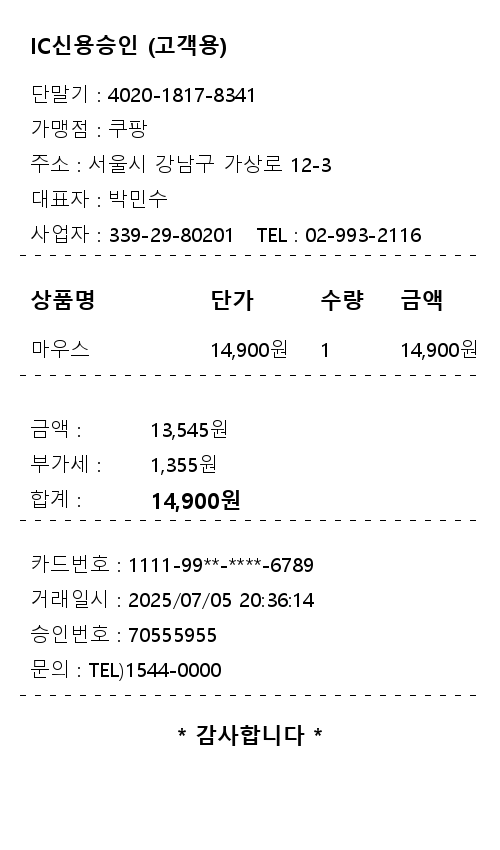 IC신용승인 (고객용)
단말기 : 4020-1817-8341
가맹점 : 쿠팡
주소 : 서울시 강남구 가상로 12-3
대표자 : 박민수
사업자 : 339-29-80201 TEL : 02-993-2116
상품명 단가 수량 금액
마우스 14,900원 1 14,900원
금액 : 13,545원
부가세 : 1,355원
합계 : 14,900원
카드번호 : 1111-99**-****-6789
거래일시 : 2025/07/05 20:36:14
승인번호 : 70555955
문의 : TEL)1544-0000
* 감사합니다 *